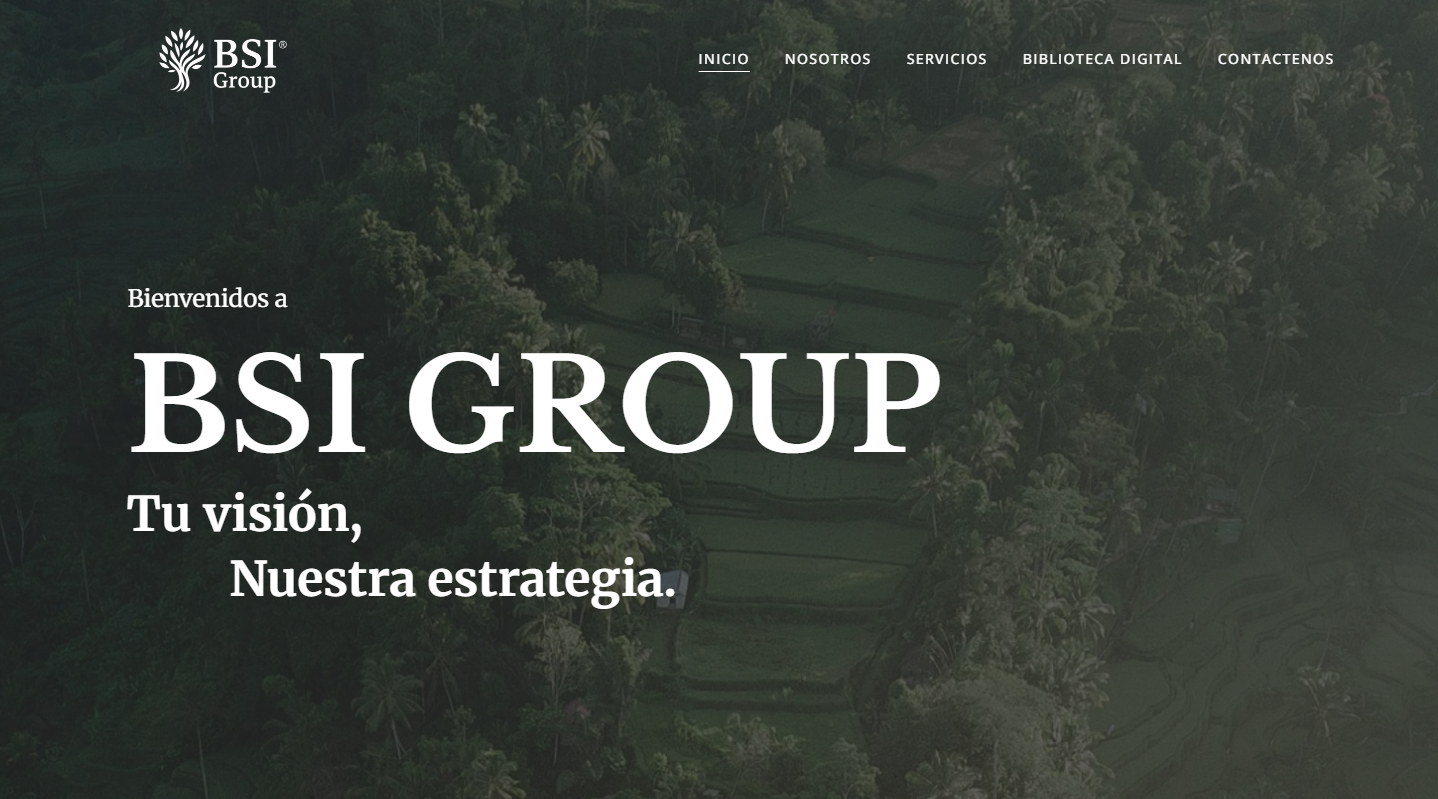 BSI®
Group
INICIO NOSOTROS SERVICIOS BIBLIOTECA DIGITAL CONTACTENOS
Bienvenidos a
BSI GROUP
Tu visión,
Nuestra estrategia.